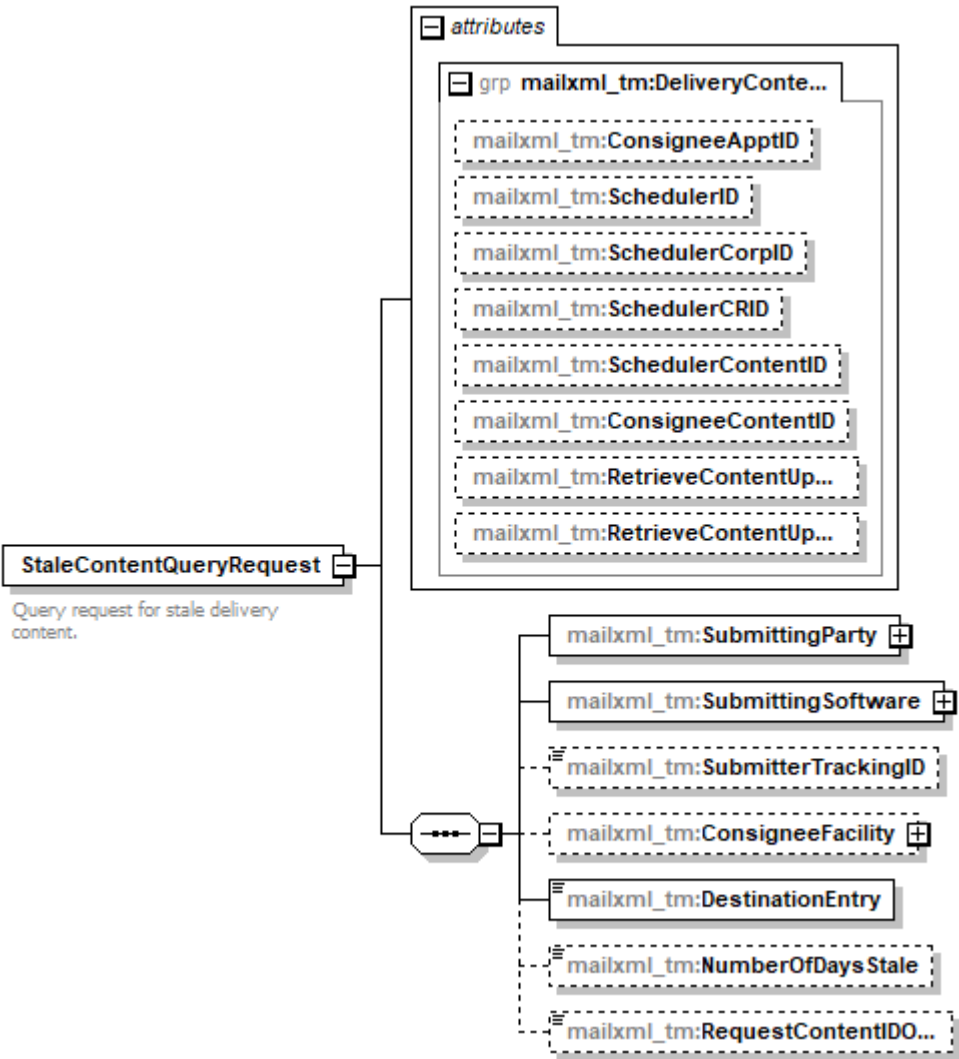 attributes
grp mailxml_tm:DeliveryConte...
mailxml_tm:ConsigneeApptID
mailxml_tm:SchedulerID
mailxml_tm:SchedulerCorpID
mailxml_tm:SchedulerCRID
mailxml_tm:SchedulerContentID
mailxml_tm:ConsigneeContentID
mailxml_tm:RetrieveContentUp...
mailxml_tm:RetrieveContentUp...
StaleContentQueryRequest
Query request for stale delivery
content.
mailxml_tm:SubmittingParty
mailxml_tm:SubmittingSoftware
mailxml_tm:SubmitterTrackingID
mailxml_tm:ConsigneeFacility
mailxml_tm:DestinationEntry
mailxml_tm:NumberOfDaysStale
mailxml_tm:RequestContentIDO...